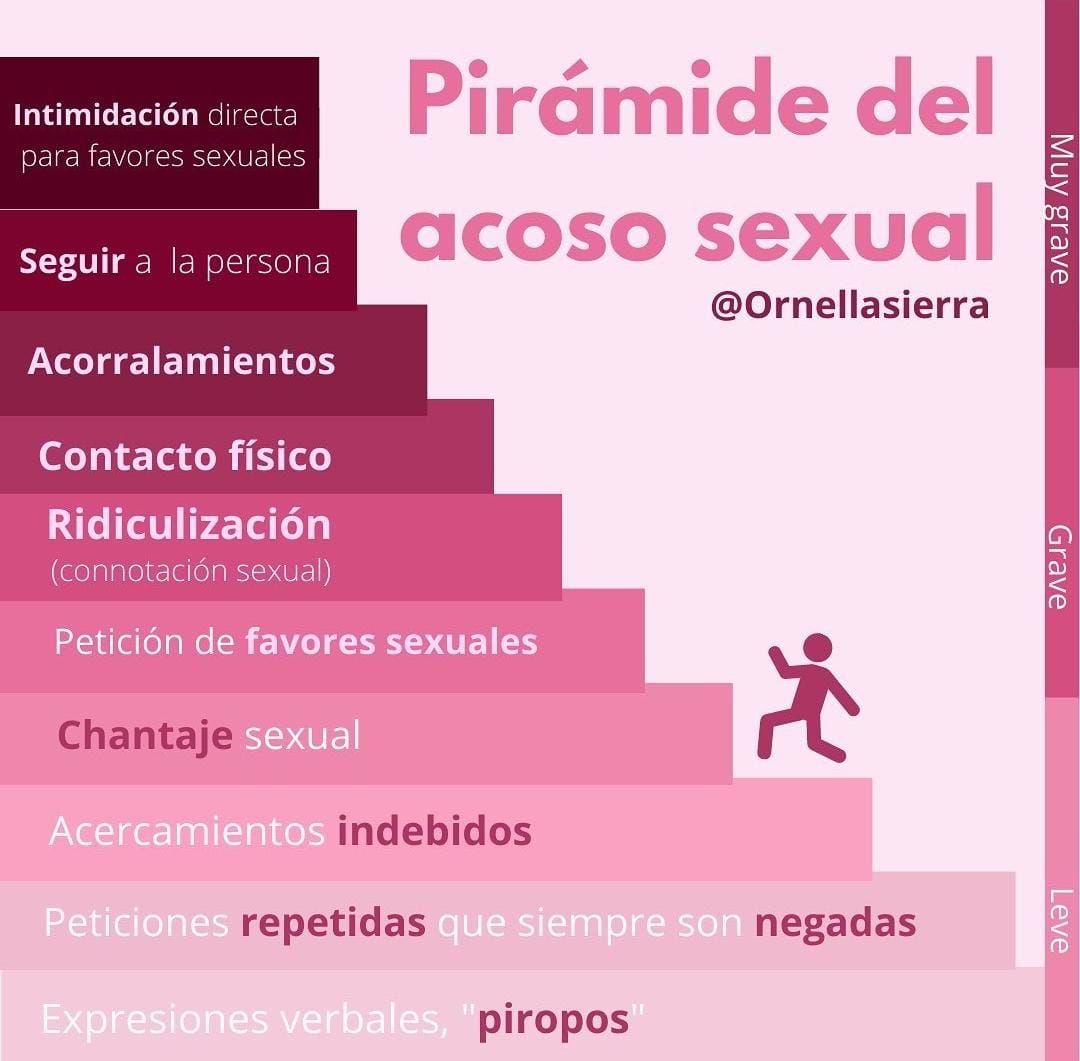 Pirámide del
acoso sexual
@Ornellasierra
Intimidación directa
para favores sexuales
Seguir a la persona
Acorralamientos
Contacto físico
Ridiculización
(connotación sexual)
Petición de favores sexuales
Chantaje sexual
Acercamientos indebidos
Peticiones repetidas que siempre son negadas
Expresiones verbales, "piropos"
Muy grave
Grave
Leve